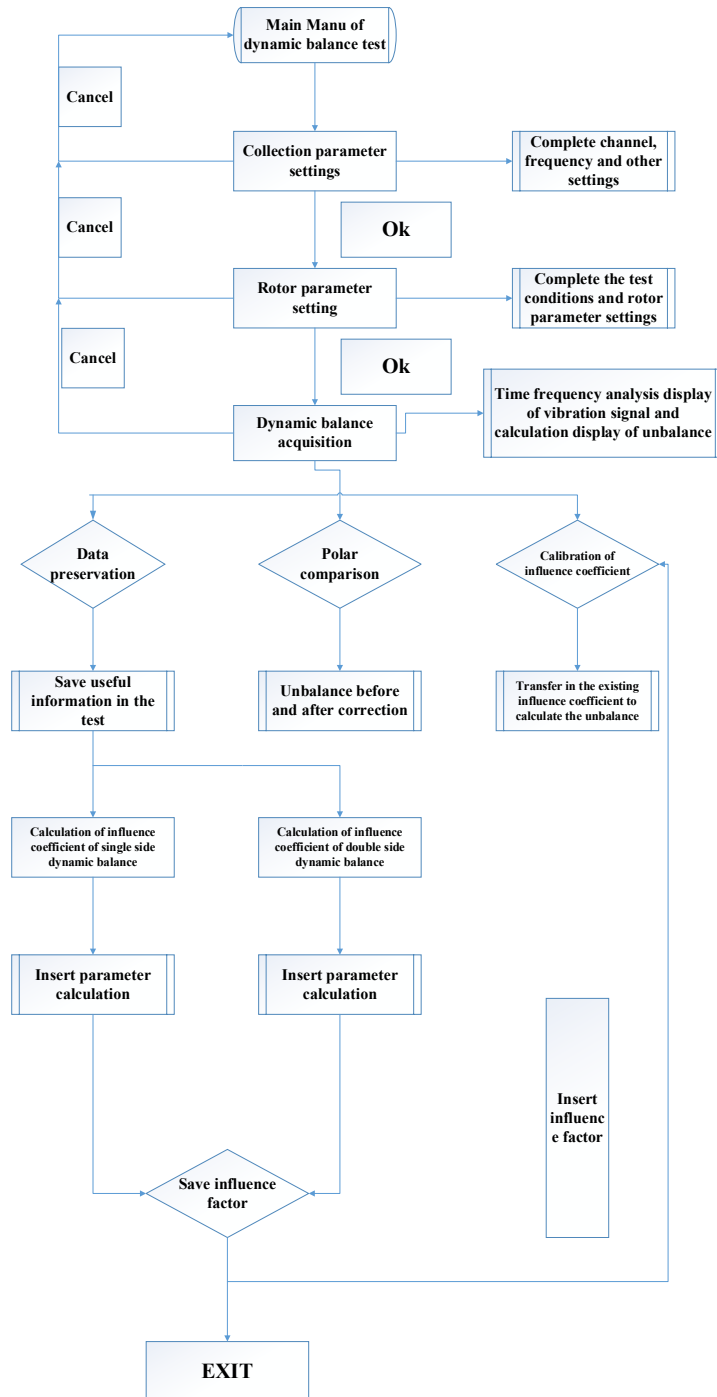 Main Manu of
dynamic balance test
Cancel
Collection parameter
settings
Complete channel,
frequency and other
settings
Cancel
Ok
Rotor parameter
setting
Complete the test
conditions and rotor
parameter settings
Cancel
Ok
Dynamic balance
acquisition
Time frequency analysis display
of vibration signal and
calculation display of unbalance
Data
preservation
Polar
comparison
Calibration of
influence coefficient
Save useful
information in the
test
Unbalance before
and after correction
Transfer in the existing
influence coefficient to
calculate the unbalance
Calculation of influence
coefficient of single side
dynamic balance
Calculation of influence
coefficient of double side
dynamic balance
Insert parameter
calculation
Insert parameter
calculation
Insert
influenc
e factor
Save influence
factor
EXIT